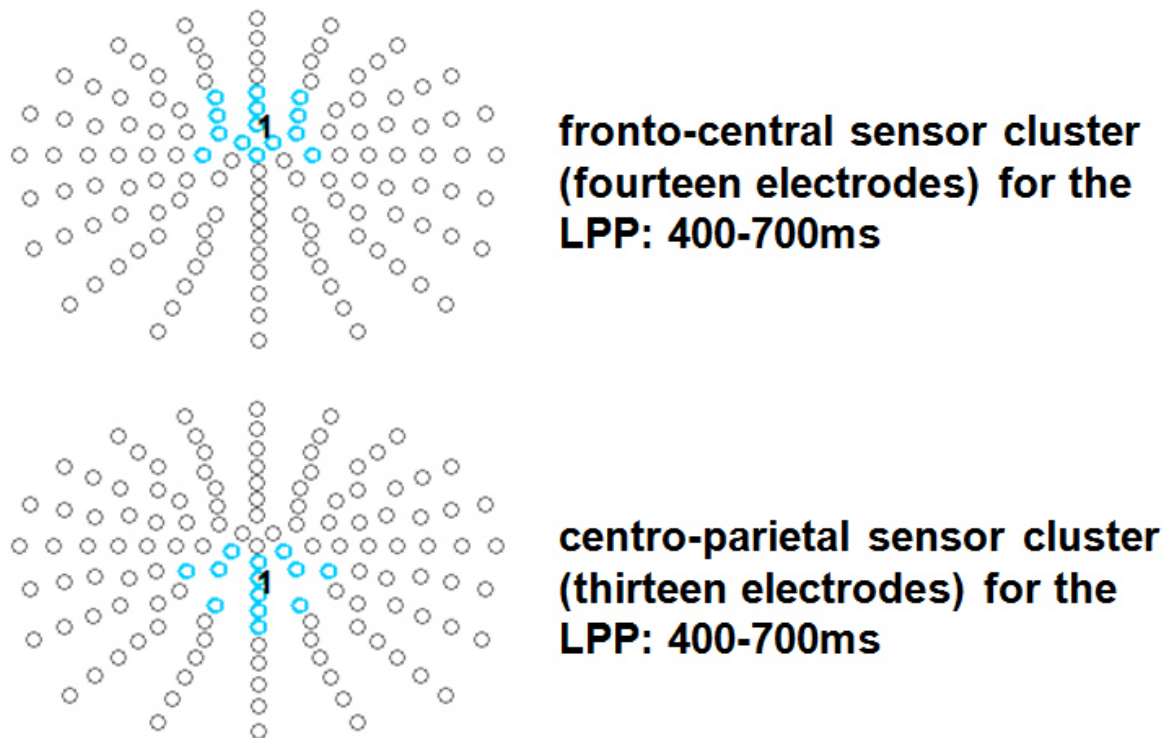 1
fronto-central sensor cluster
(fourteen electrodes) for the
LPP: 400-700ms
1
centro-parietal sensor cluster
(thirteen electrodes) for the
LPP: 400-700ms